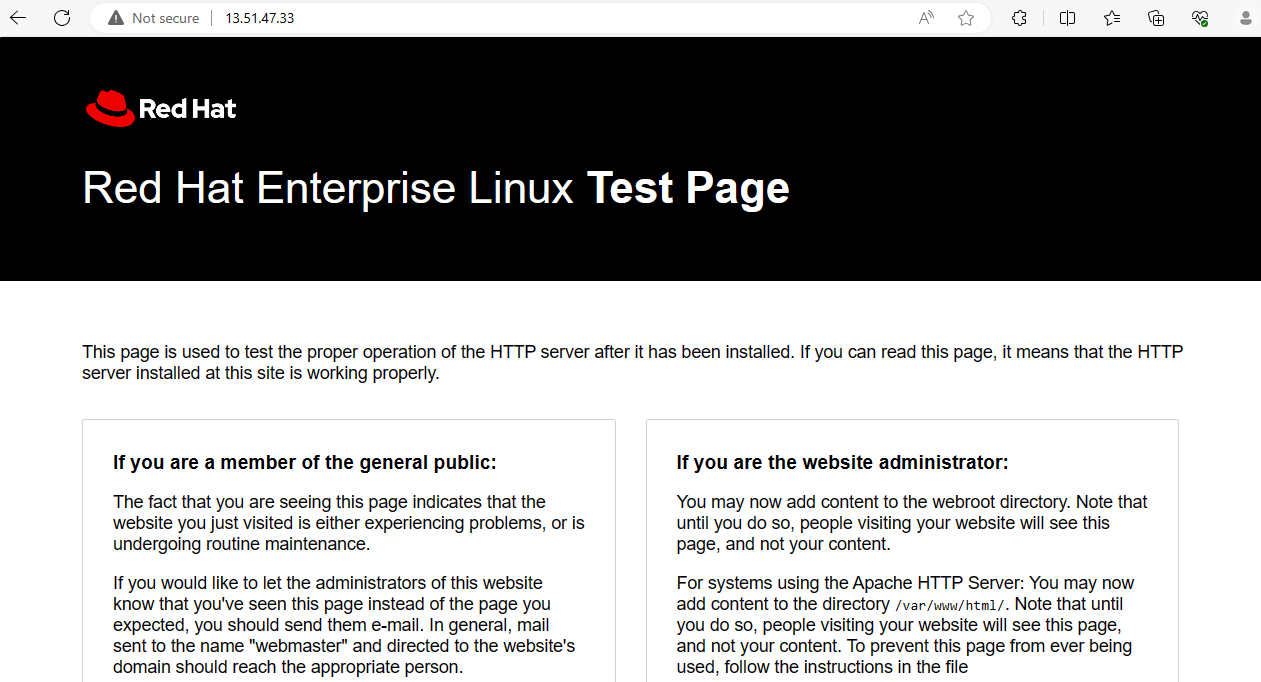 Not secure 13.51.47.33
Red Hat
Red Hat Enterprise Linux Test Page
This page is used to test the proper operation of the HTTP server after it has been installed. If you can read this page, it means that the HTTP
server installed at this site is working properly.
If you are a member of the general public:
The fact that you are seeing this page indicates that the
website you just visited is either experiencing problems, or is
undergoing routine maintenance.
If you would like to let the administrators of this website
know that you've seen this page instead of the page you
expected, you should send them e-mail. In general, mail
sent to the name "webmaster" and directed to the website's
domain should reach the appropriate person.
If you are the website administrator:
You may now add content to the webroot directory. Note that
until you do so, people visiting your website will see this
page, and not your content.
For systems using the Apache HTTP Server: You may now
add content to the directory /var/www/html/. Note that until
you do so, people visiting your website will see this page,
and not your content. To prevent this page from ever being
used, follow the instructions in the file